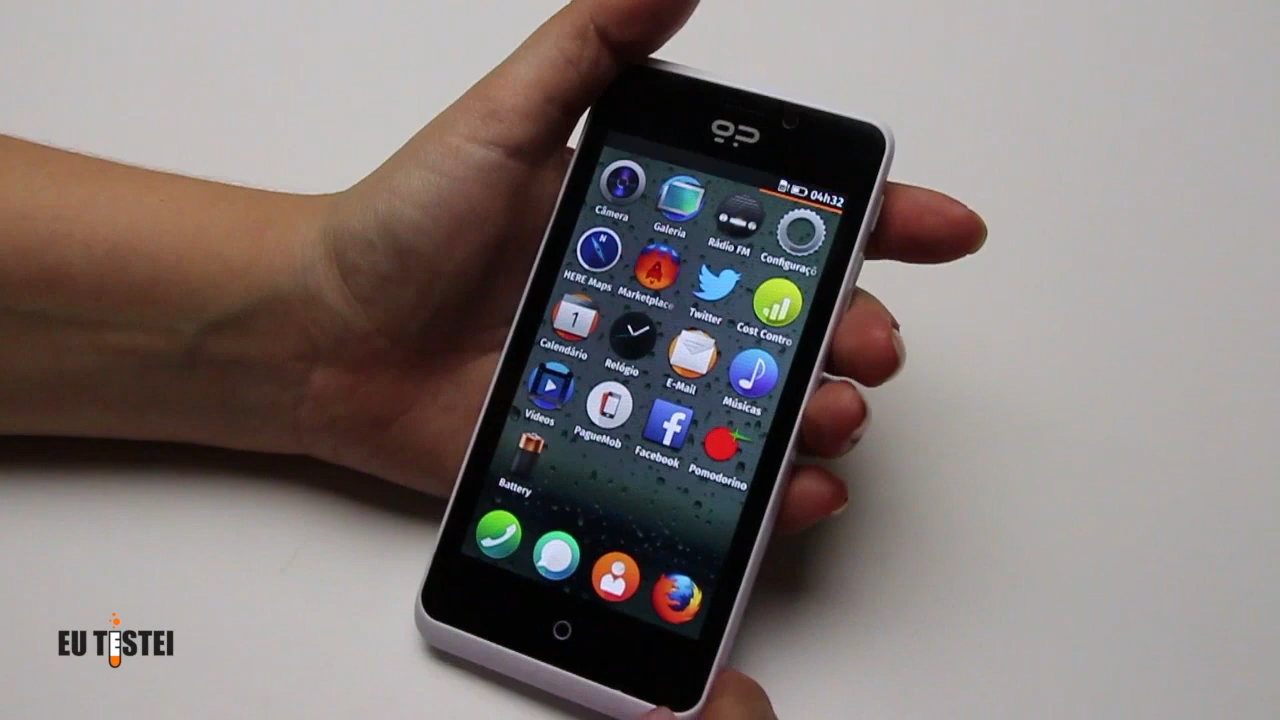 04h32
Câmera
Galeria
Rádio FM
Configuraçõ
N
HERE Maps
Marketplace
Twitter
Cost Contro
1
Calendário
Relógio
E-Mail
Músicas
Vídeos
PagueMob
Facebook
Pomodorino
Battery
EU TESTEI